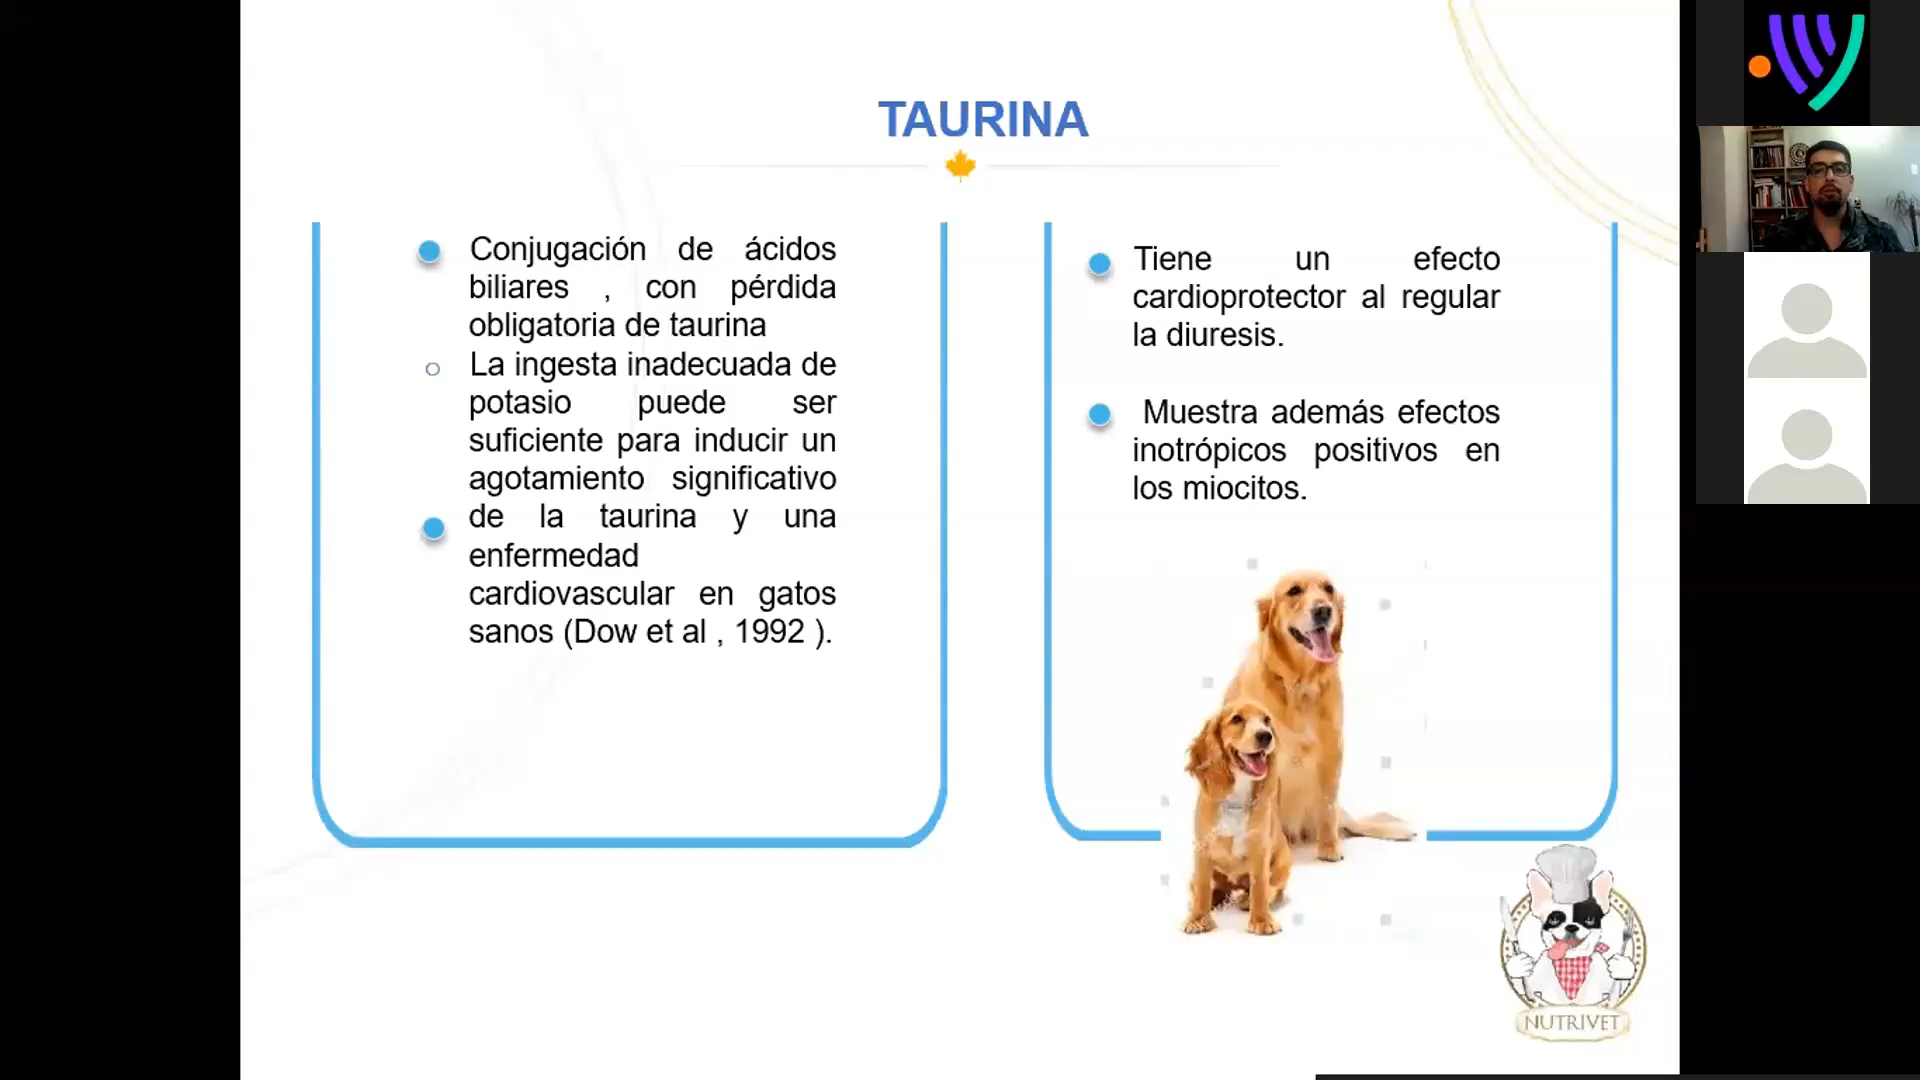 TAURINA
Conjugación de ácidos
biliares , con pérdida
obligatoria de taurina
La ingesta inadecuada de
potasio puede ser
suficiente para inducir un
agotamiento significativo
de la taurina y una
enfermedad
cardiovascular en gatos
sanos (Dow et al , 1992 ).
Tiene un efecto
cardioprotector al regular
la diuresis.
Muestra además efectos
inotrópicos positivos en
los miocitos.
NUTRIVET